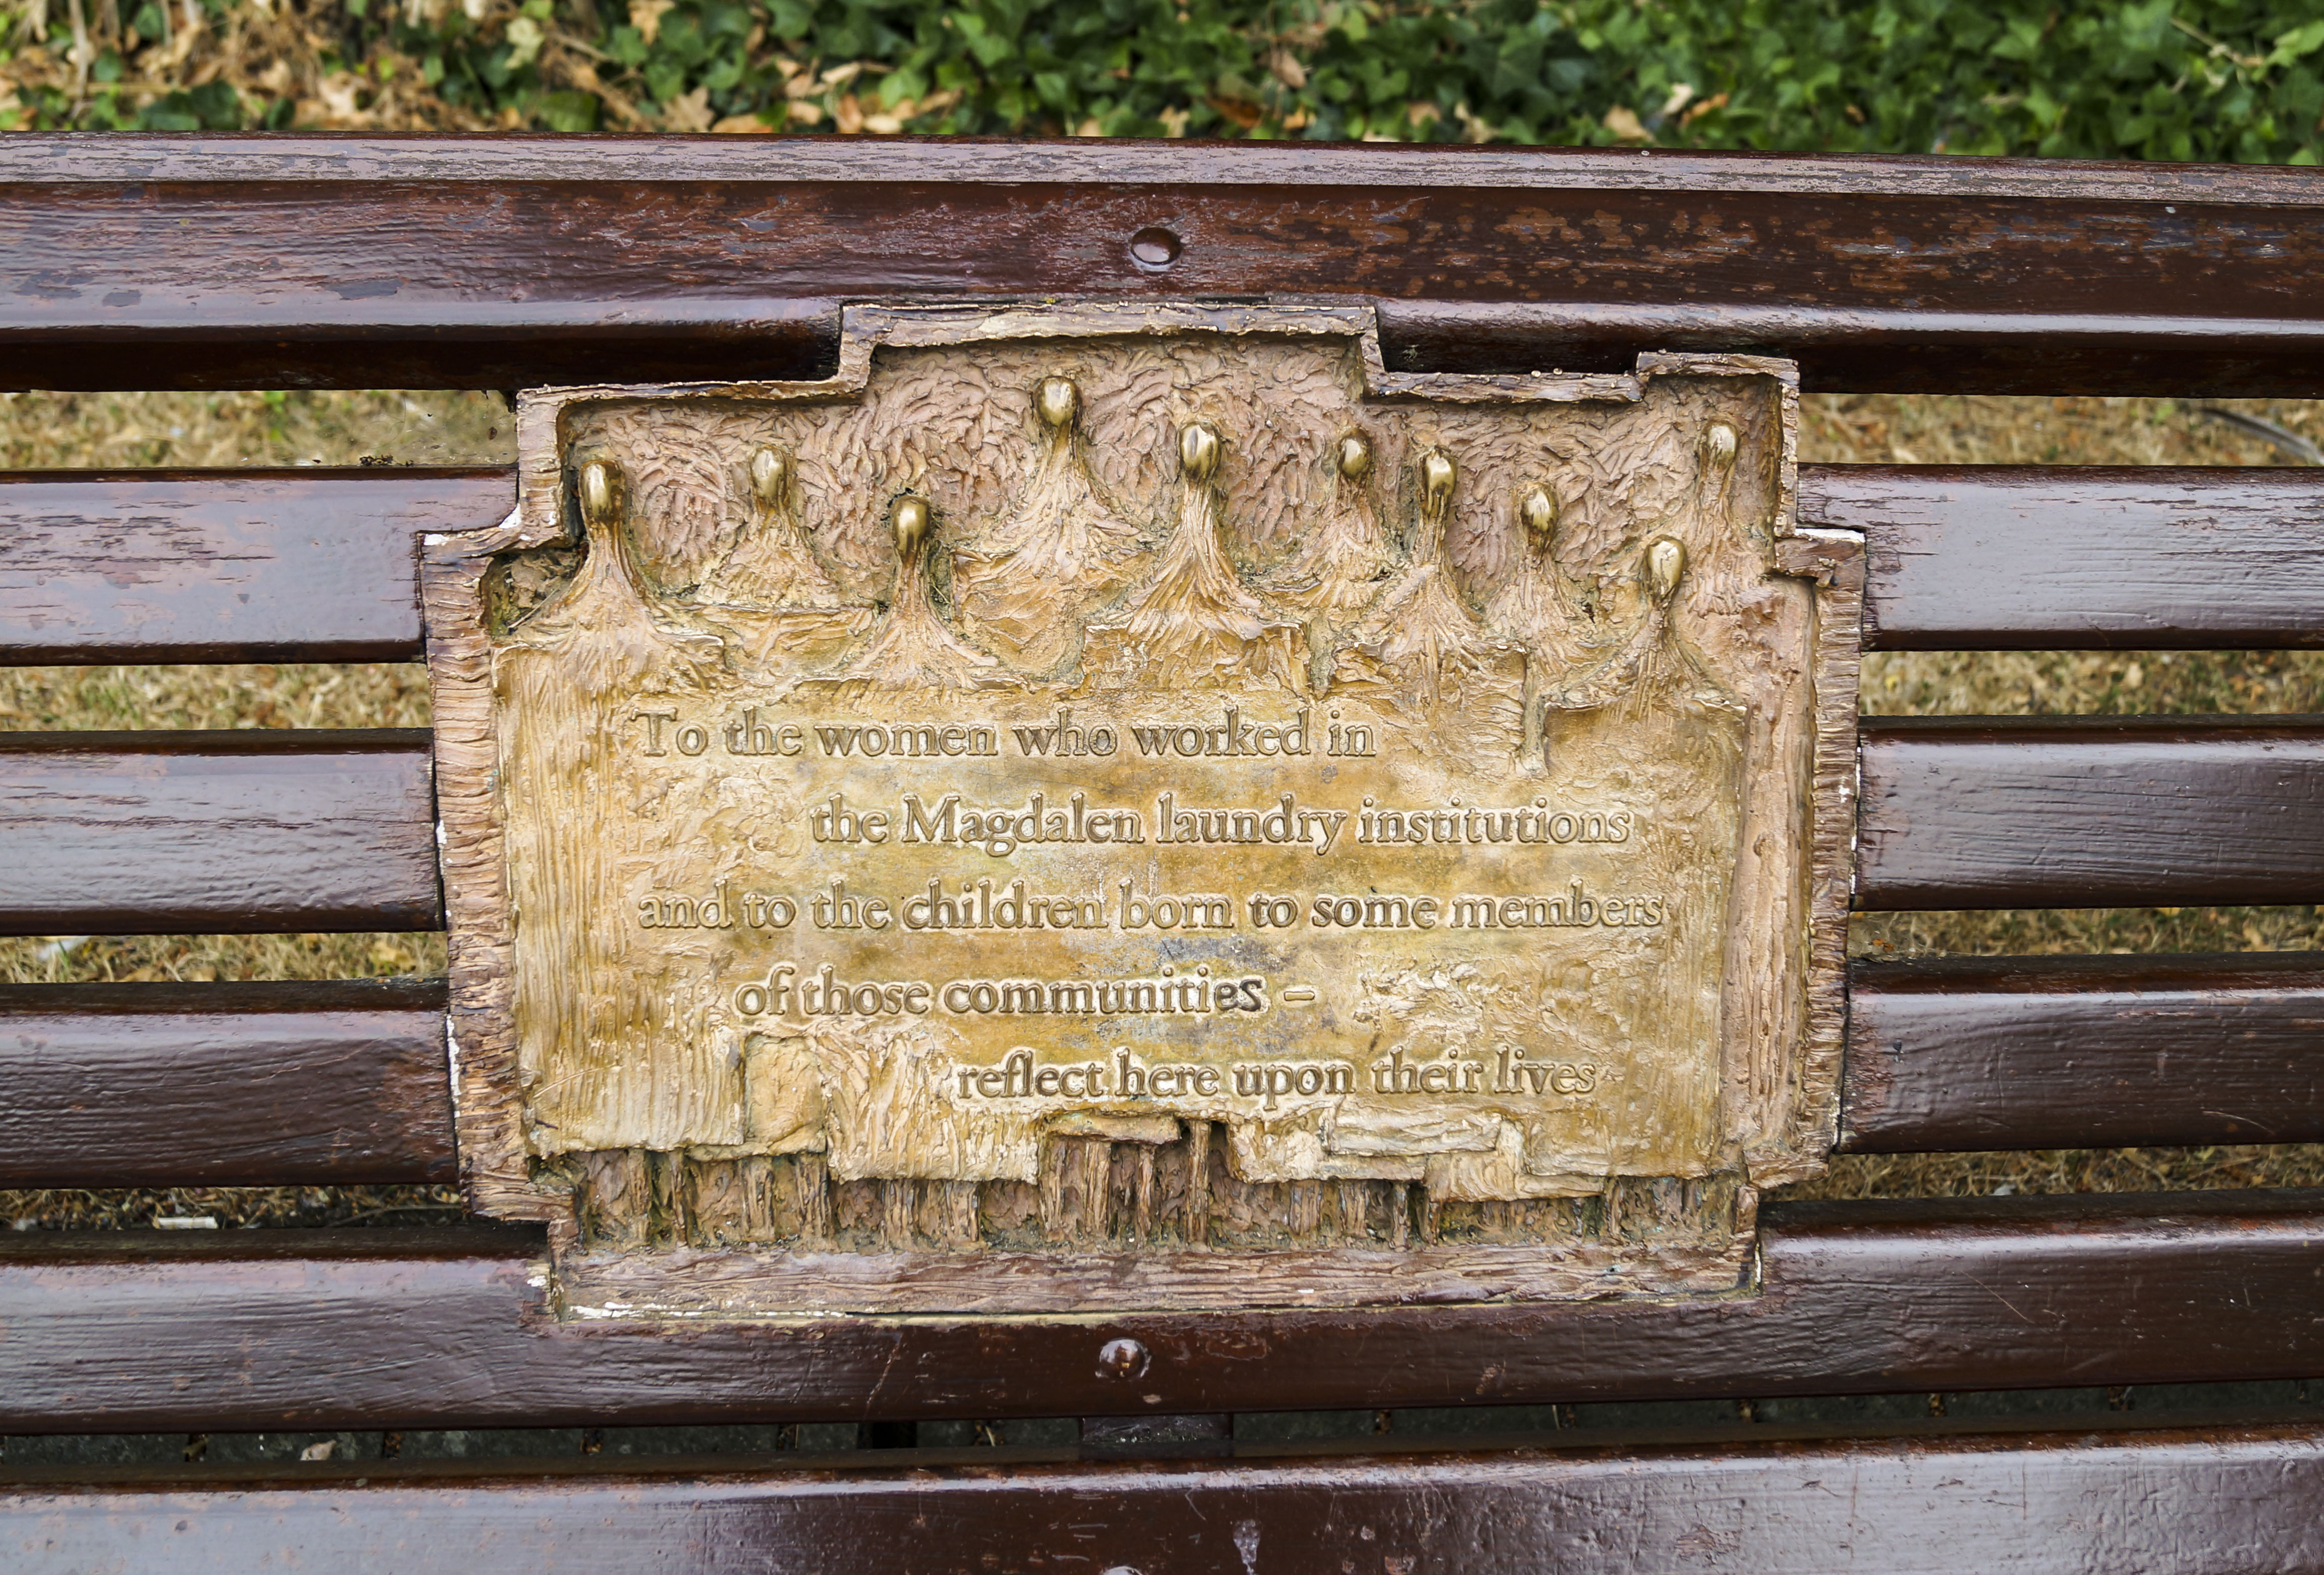 To the women who worked in
the Magdalen laundry institutions
and to the children born to some members
of those communities –
reflect here upon their lives